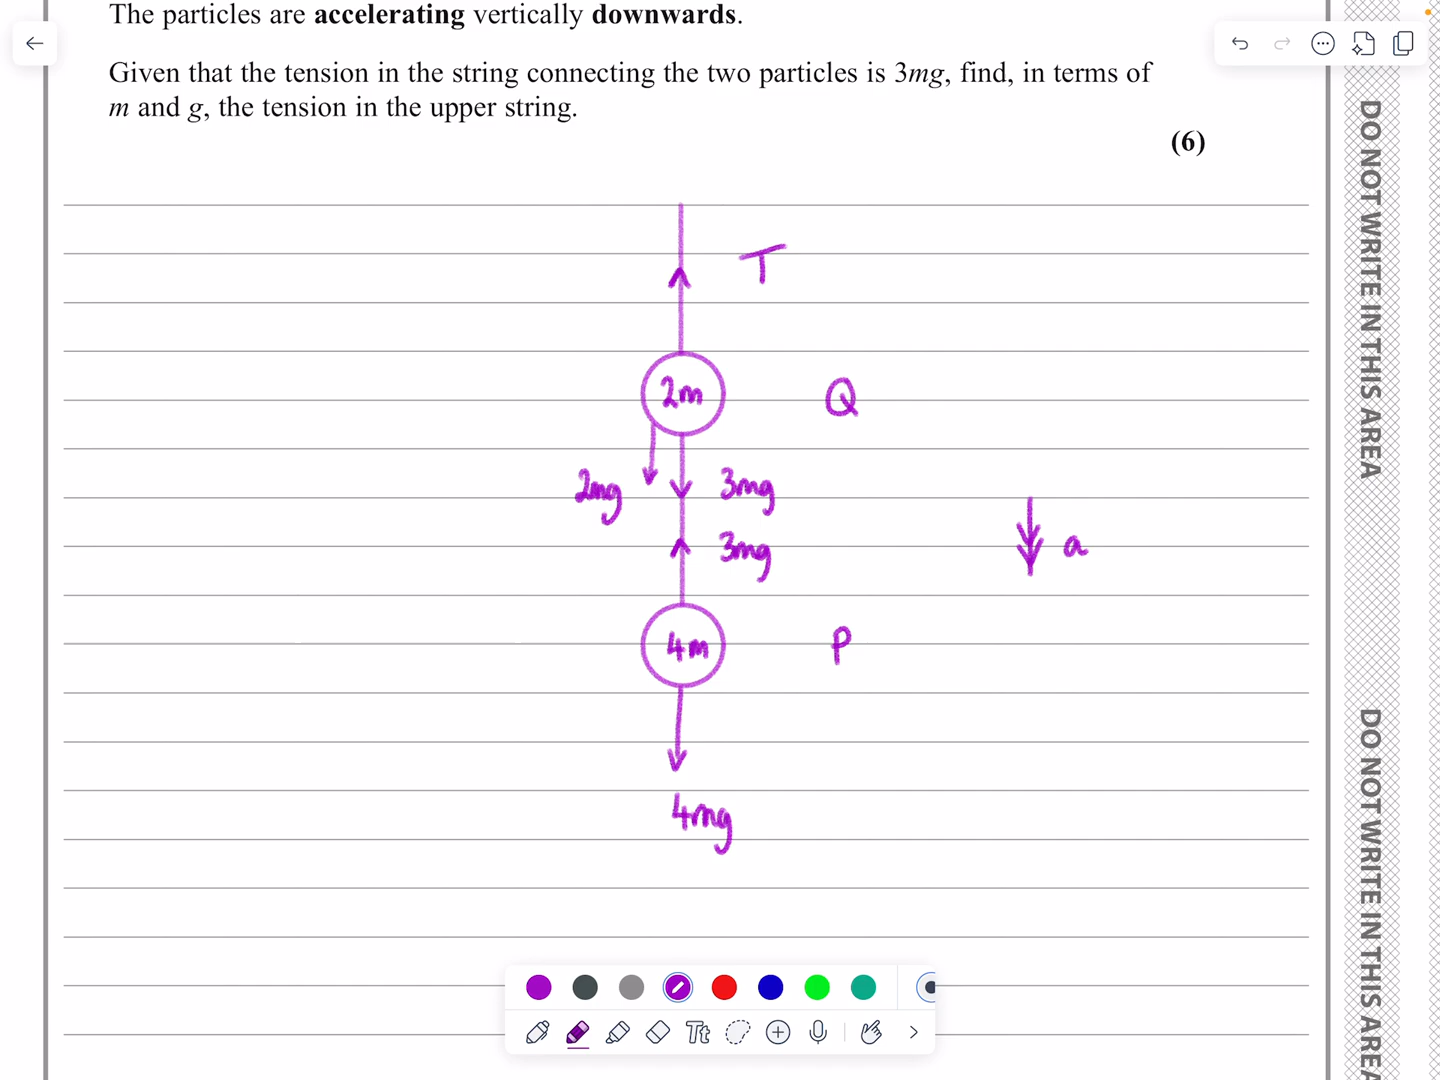 The particles are accelerating vertically downwards.
Given that the tension in the string connecting the two particles is 3mg, find, in terms of
m and g, the tension in the upper string.
(6)
T
2m
Q
2mg
3mg
3mg
a
4m
P
4mg
Tt
DO NOT WRITE IN THIS AREA
DO NOT WRITE IN THIS AREA